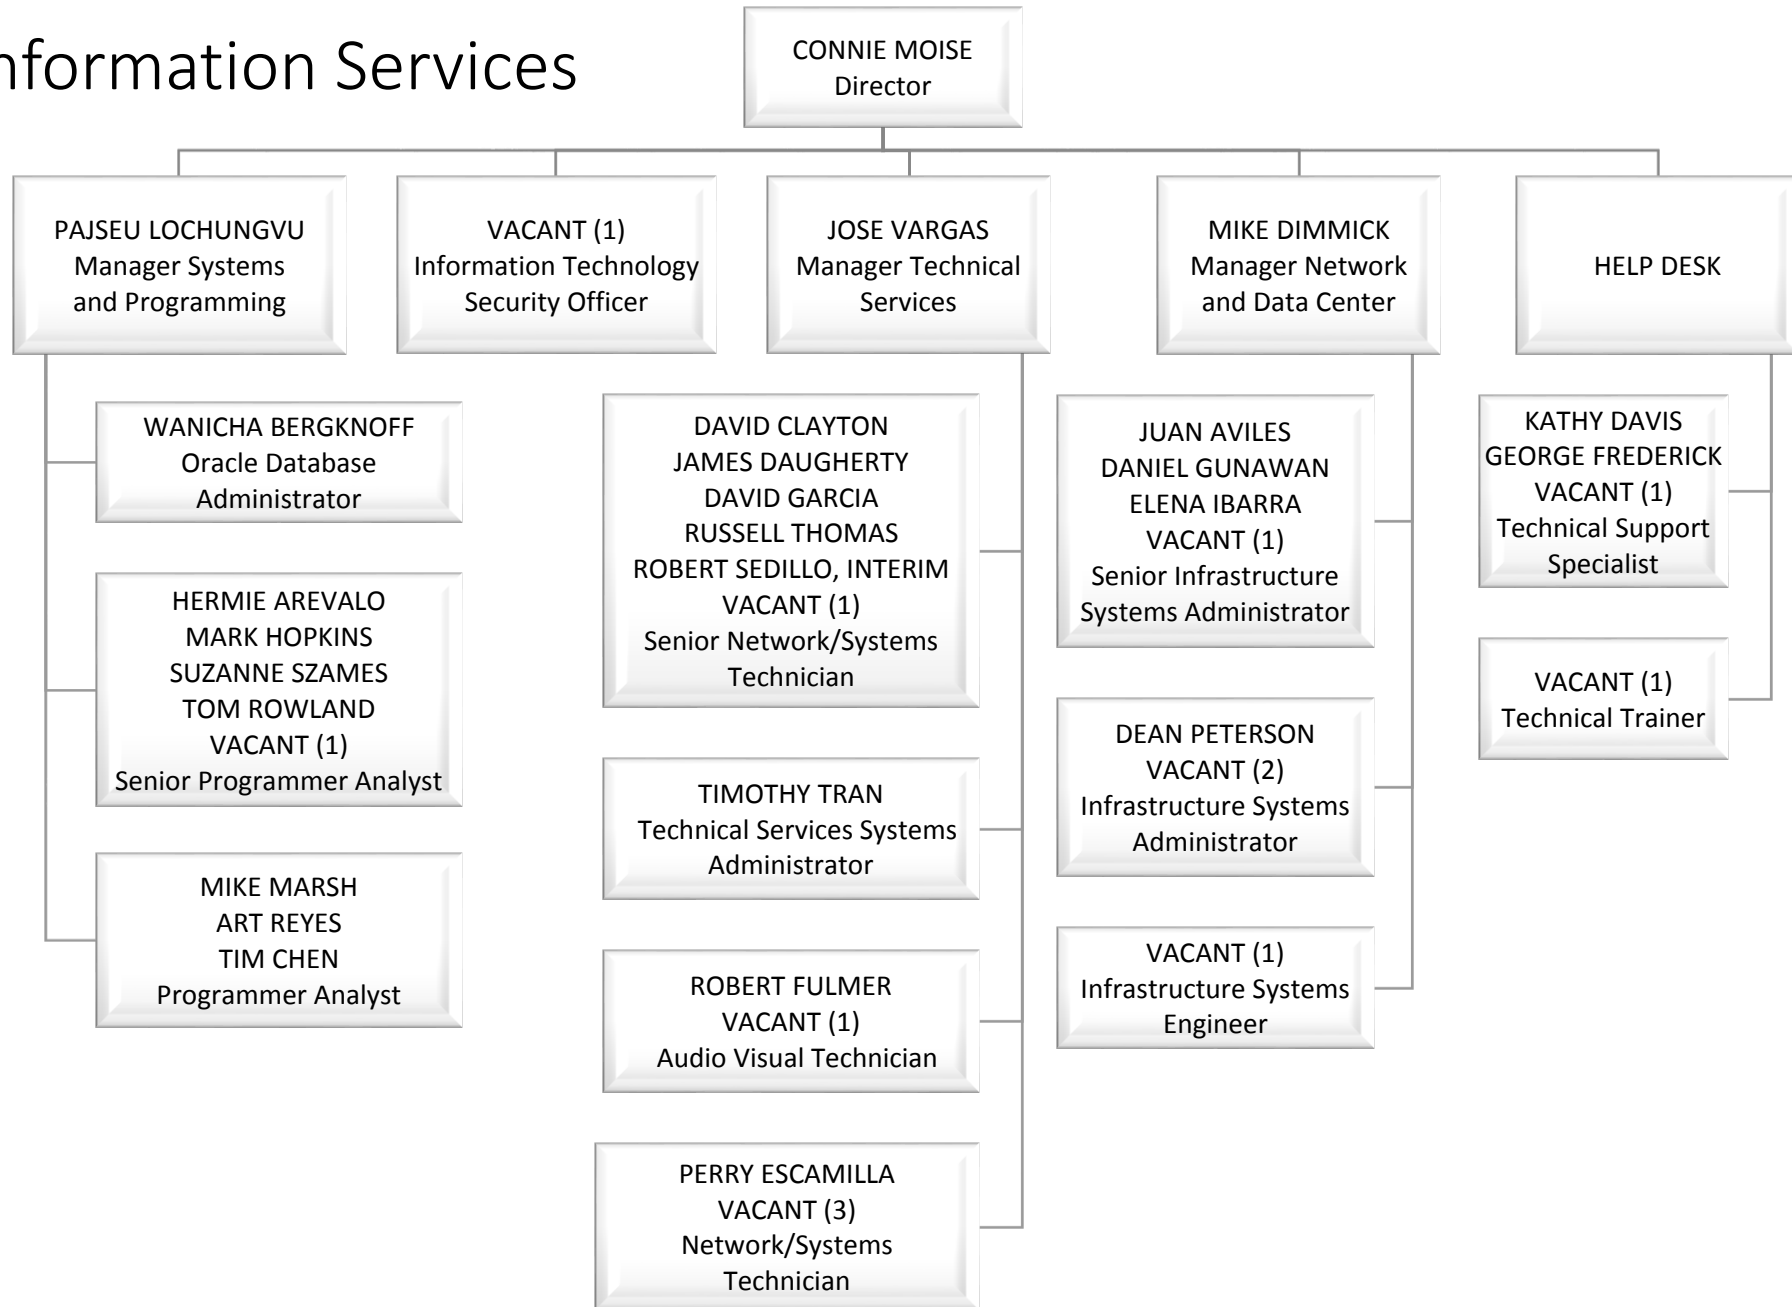 nformation Services
CONNIE MOISE
Director
PAJSEU LOCHUNGVU
Manager Systems
and Programming
VACANT (1)
Information Technology
Security Officer
JOSE VARGAS
Manager Technical
Services
MIKE DIMMICK
Manager Network
and Data Center
HELP DESK
WANICHA BERGKNOFF
Oracle Database
Administrator
HERMIE AREVALO
MARK HOPKINS
SUZANNE SZAMES
TOM ROWLAND
VACANT (1)
Senior Programmer Analyst
MIKE MARSH
ART REYES
TIM CHEN
Programmer Analyst
DAVID CLAYTON
JAMES DAUGHERTY
DAVID GARCIA
RUSSELL THOMAS
ROBERT SEDILLO, INTERIM
VACANT (1)
Senior Network/Systems
Technician
TIMOTHY TRAN
Technical Services Systems
Administrator
ROBERT FULMER
VACANT (1)
Audio Visual Technician
PERRY ESCAMILLA
VACANT (3)
Network/Systems
Technician
JUAN AVILES
DANIEL GUNAWAN
ELENA IBARRA
VACANT (1)
Senior Infrastructure
Systems Administrator
DEAN PETERSON
VACANT (2)
Infrastructure Systems
Administrator
VACANT (1)
Infrastructure Systems
Engineer
KATHY DAVIS
GEORGE FREDERICK
VACANT (1)
Technical Support
Specialist
VACANT (1)
Technical Trainer